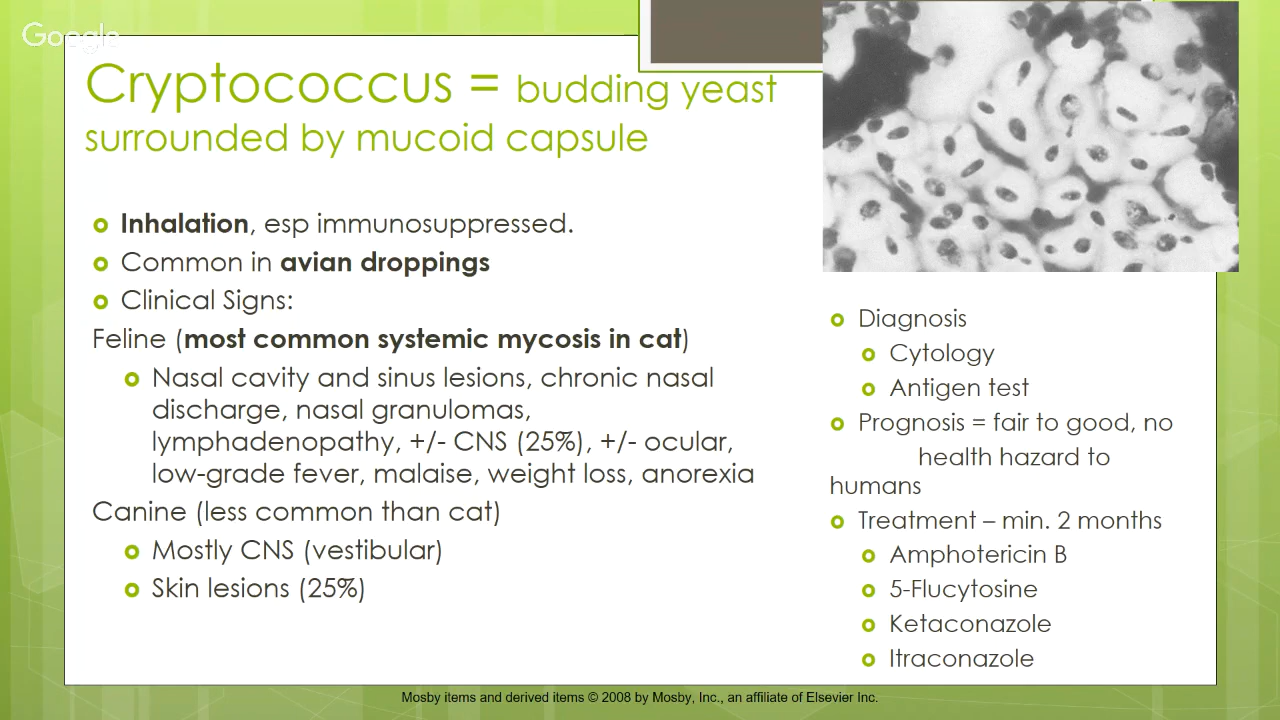 Google
Cryptococcus = budding yeast
surrounded by mucoid capsule
Inhalation, esp immunosuppressed.
Common in avian droppings
Clinical Signs:
Feline (most common systemic mycosis in cat)
Nasal cavity and sinus lesions, chronic nasal
discharge, nasal granulomas,
lymphadenopathy, +/- CNS (25%), +/- ocular,
low-grade fever, malaise, weight loss, anorexia
Canine (less common than cat)
Mostly CNS (vestibular)
Skin lesions (25%)
Diagnosis
Cytology
Antigen test
Prognosis = fair to good, no
health hazard to
humans
Treatment – min. 2 months
Amphotericin B
5-Flucytosine
Ketaconazole
Itraconazole
Mosby items and derived items © 2008 by Mosby, Inc., an affiliate of Elsevier Inc.